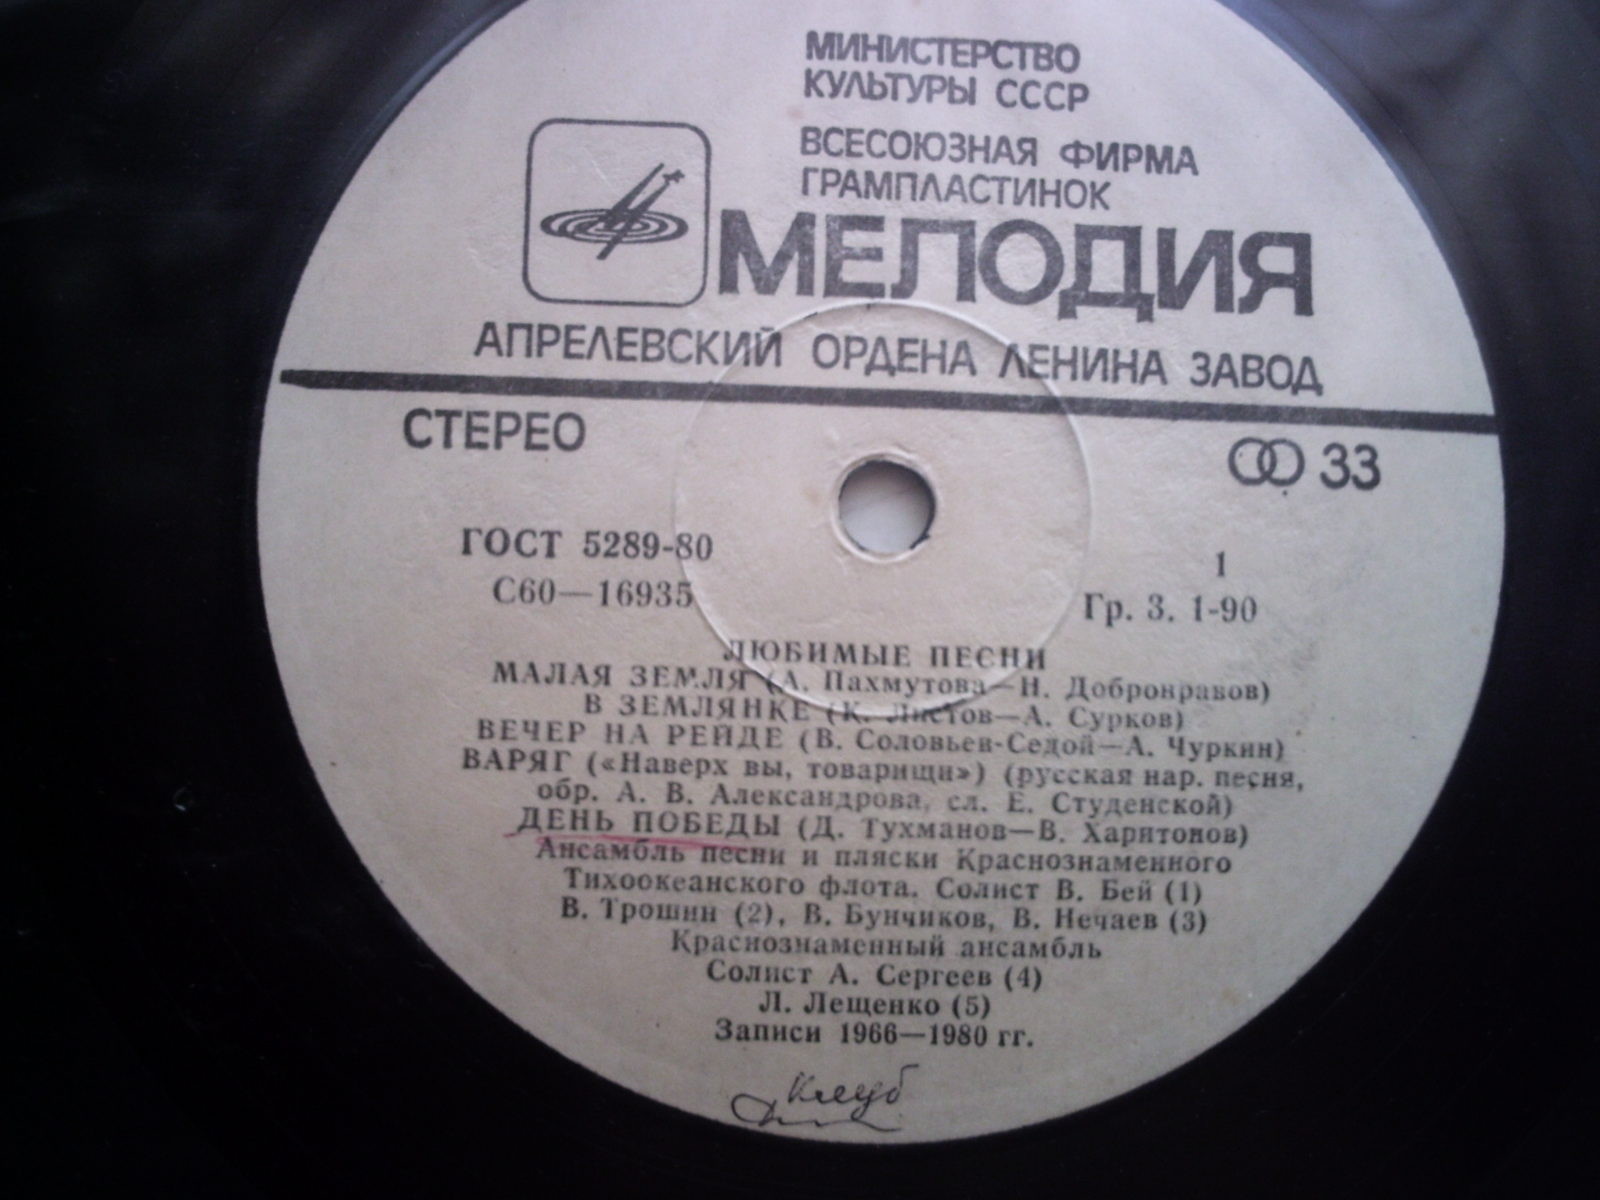 МИНИСТЕРСТВО
КУЛЬТУРЫ СССР
ВСЕСОЮЗНАЯ ФИРМА
ГРАМПЛАСТИНОК
МЕЛОДИЯ
АПРЕЛЕВСКИЙ ОРДЕНА ЛЕНИНА ЗАВОД
СТЕРЕО
33
ГОСТ 5289-80
С60—16935
1
Гр. 3. 1-90
ЛЮБИМЫЕ ПЕСНИ
МАЛАЯ ЗЕМЛЯ (А. Пахмутова—Н. Добронравов)
В ЗЕМЛЯНКЕ (К. Листов—А. Сурков)
ВЕЧЕР НА РЕЙДЕ (В. Соловьев-Седой—А. Чуркин)
ВАРЯГ («Наверх вы, товарищи») (русская нар. песня,
обр. А. В. Александрова, сл. Е. Студенской)
ДЕНЬ ПОБЕДЫ (Д. Тухманов—В. Харитонов)
Ансамбль песни и пляски Краснознаменного
Тихоокеанского флота. Солист В. Бей (1)
В. Трошин (2), В. Бунчиков, В. Нечаев (3)
Краснознаменный ансамбль
Солист А. Сергеев (4)
Л. Лещенко (5)
Записи 1966—1980 гг.
Клуб